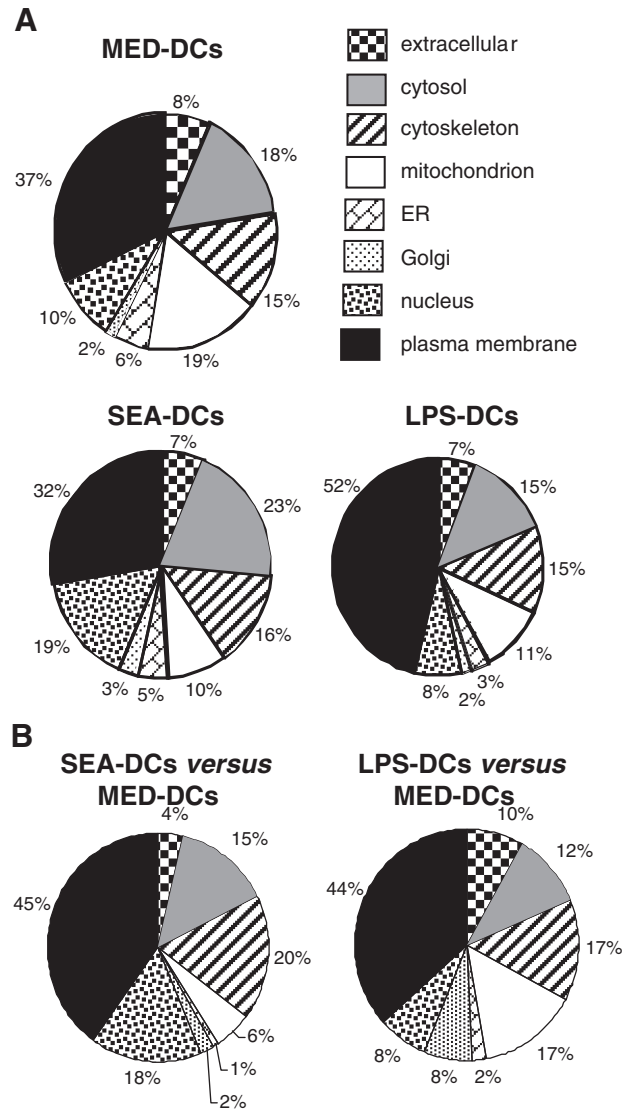 A
MED-DCs
8%
18%
15%
19%
6%
2%
10%
37%
extracellular
cytosol
cytoskeleton
mitochondrion
ER
Golgi
nucleus
plasma membrane
SEA-DCs
7%
23%
16%
10%
5%
3%
19%
32%
LPS-DCs
7%
15%
15%
11%
3%
2%
8%
52%
B
SEA-DCs versus
MED-DCs
4%
15%
20%
6%
1%
2%
18%
45%
LPS-DCs versus
MED-DCs
10%
12%
17%
17%
2%
8%
8%
44%